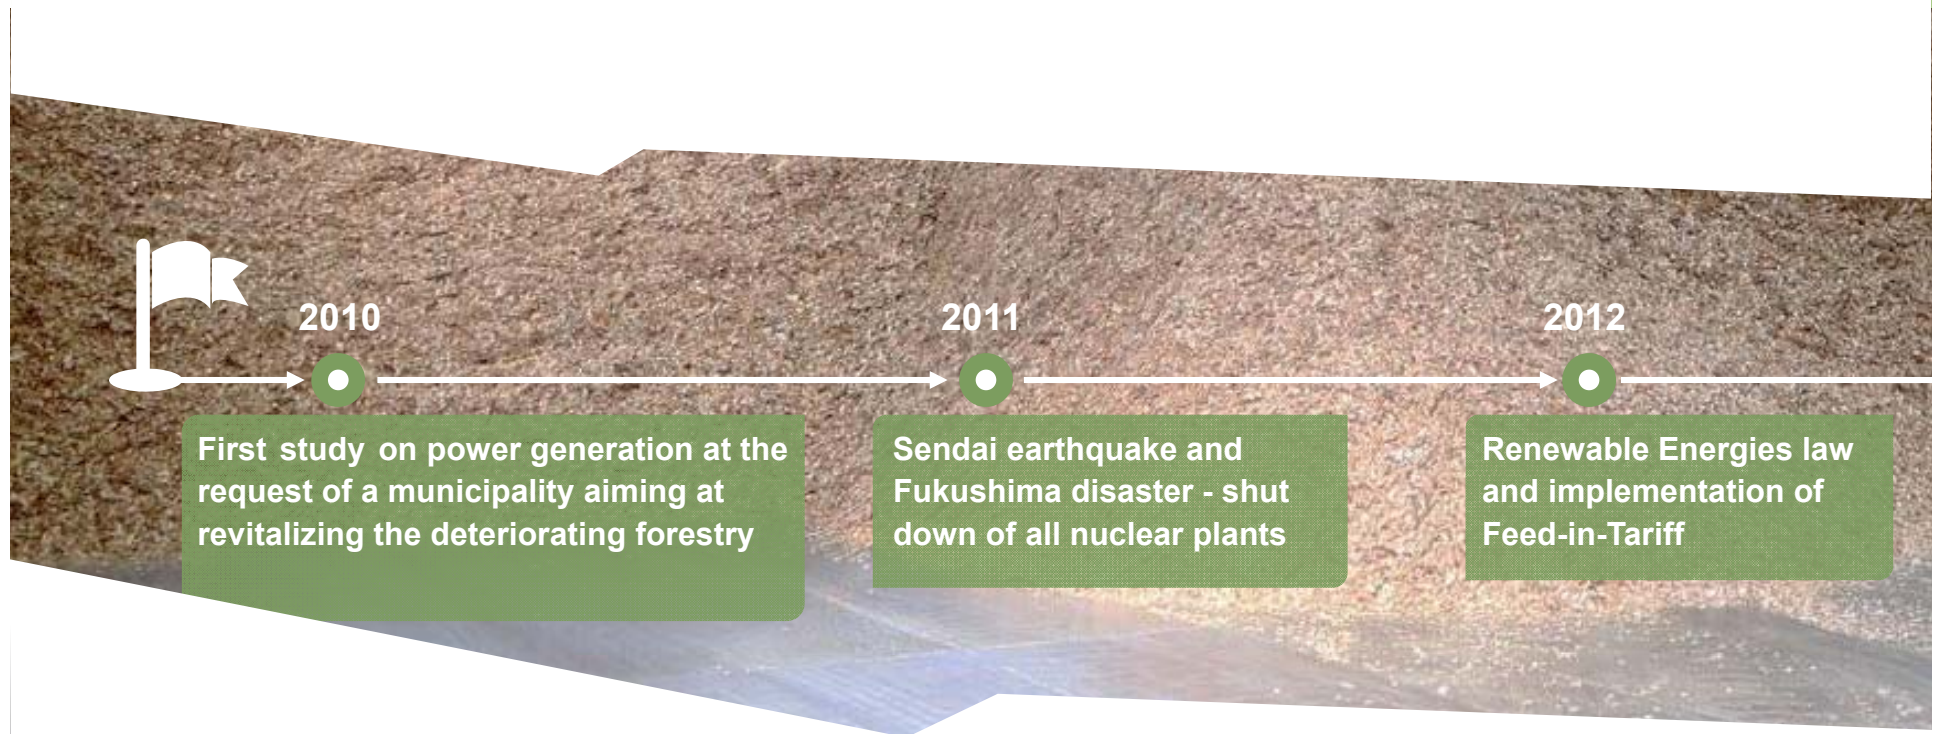 2010
First study on power generation at the
request of a municipality aiming at
revitalizing the deteriorating forestry
2011
Sendai earthquake and
Fukushima disaster - shut
down of all nuclear plants
2012
Renewable Energies law
and implementation of
Feed-in-Tariff